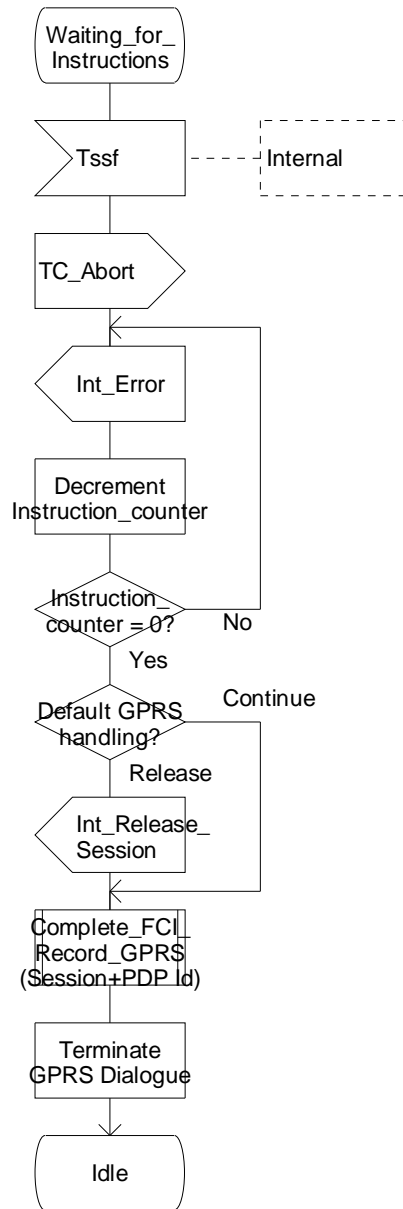 Waiting_for_
Instructions
Tssf
Internal
TC_Abort
Int_Error
Decrement
Instruction_counter
Instruction_
counter = 0?
No
Yes
Default GPRS
handling?
Continue
Release
Int_Release_
Session
Complete_FCI_
Record_GPRS
(Session+PDP Id)
Terminate
GPRS Dialogue
Idle